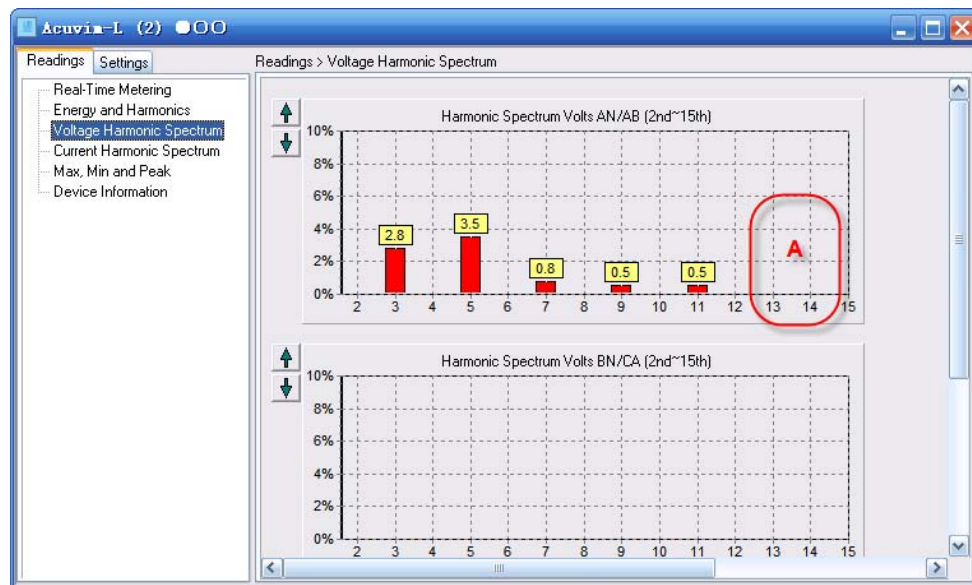 Acuvim-L (2)
Readings
Settings
Readings > Voltage Harmonic Spectrum
Real-Time Metering
Energy and Harmonics
Voltage Harmonic Spectrum
Current Harmonic Spectrum
Max, Min and Peak
Device Information
Harmonic Spectrum Volts AN/AB (2nd~15th)
10%
8%
6%
4%
2%
0%
2.8
3.5
0.8
0.5
0.5
A
2 3 4 5 6 7 8 9 10 11 12 13 14 15
Harmonic Spectrum Volts BN/CA (2nd~15th)
10%
8%
6%
4%
2%
0%
2 3 4 5 6 7 8 9 10 11 12 13 14 15